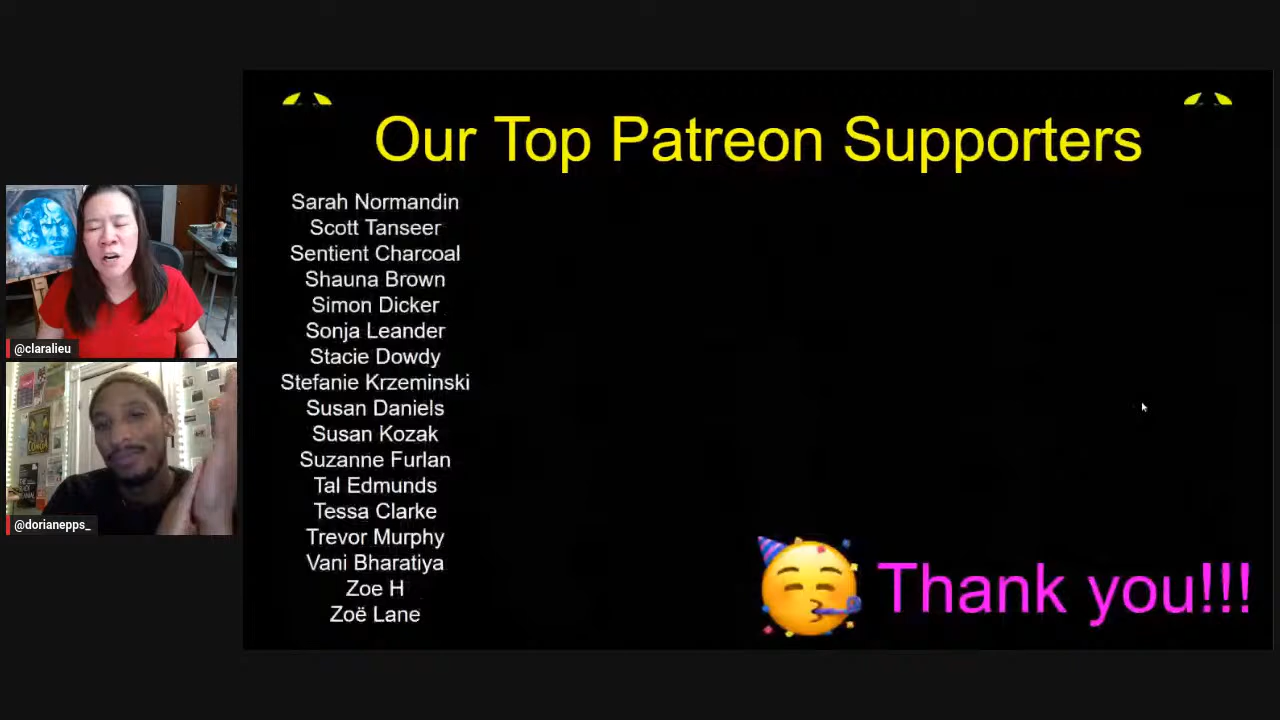 Our Top Patreon Supporters
Sarah Normandin
Scott Tanseer
Sentient Charcoal
Shauna Brown
Simon Dicker
Sonja Leander
Stacie Dowdy
Stefanie Krzeminski
Susan Daniels
Susan Kozak
Suzanne Furlan
Tal Edmunds
Tessa Clarke
Trevor Murphy
Vani Bharatiya
Zoe H
Zoë Lane
Thank you!!!
@claralieu
@dorianepps_